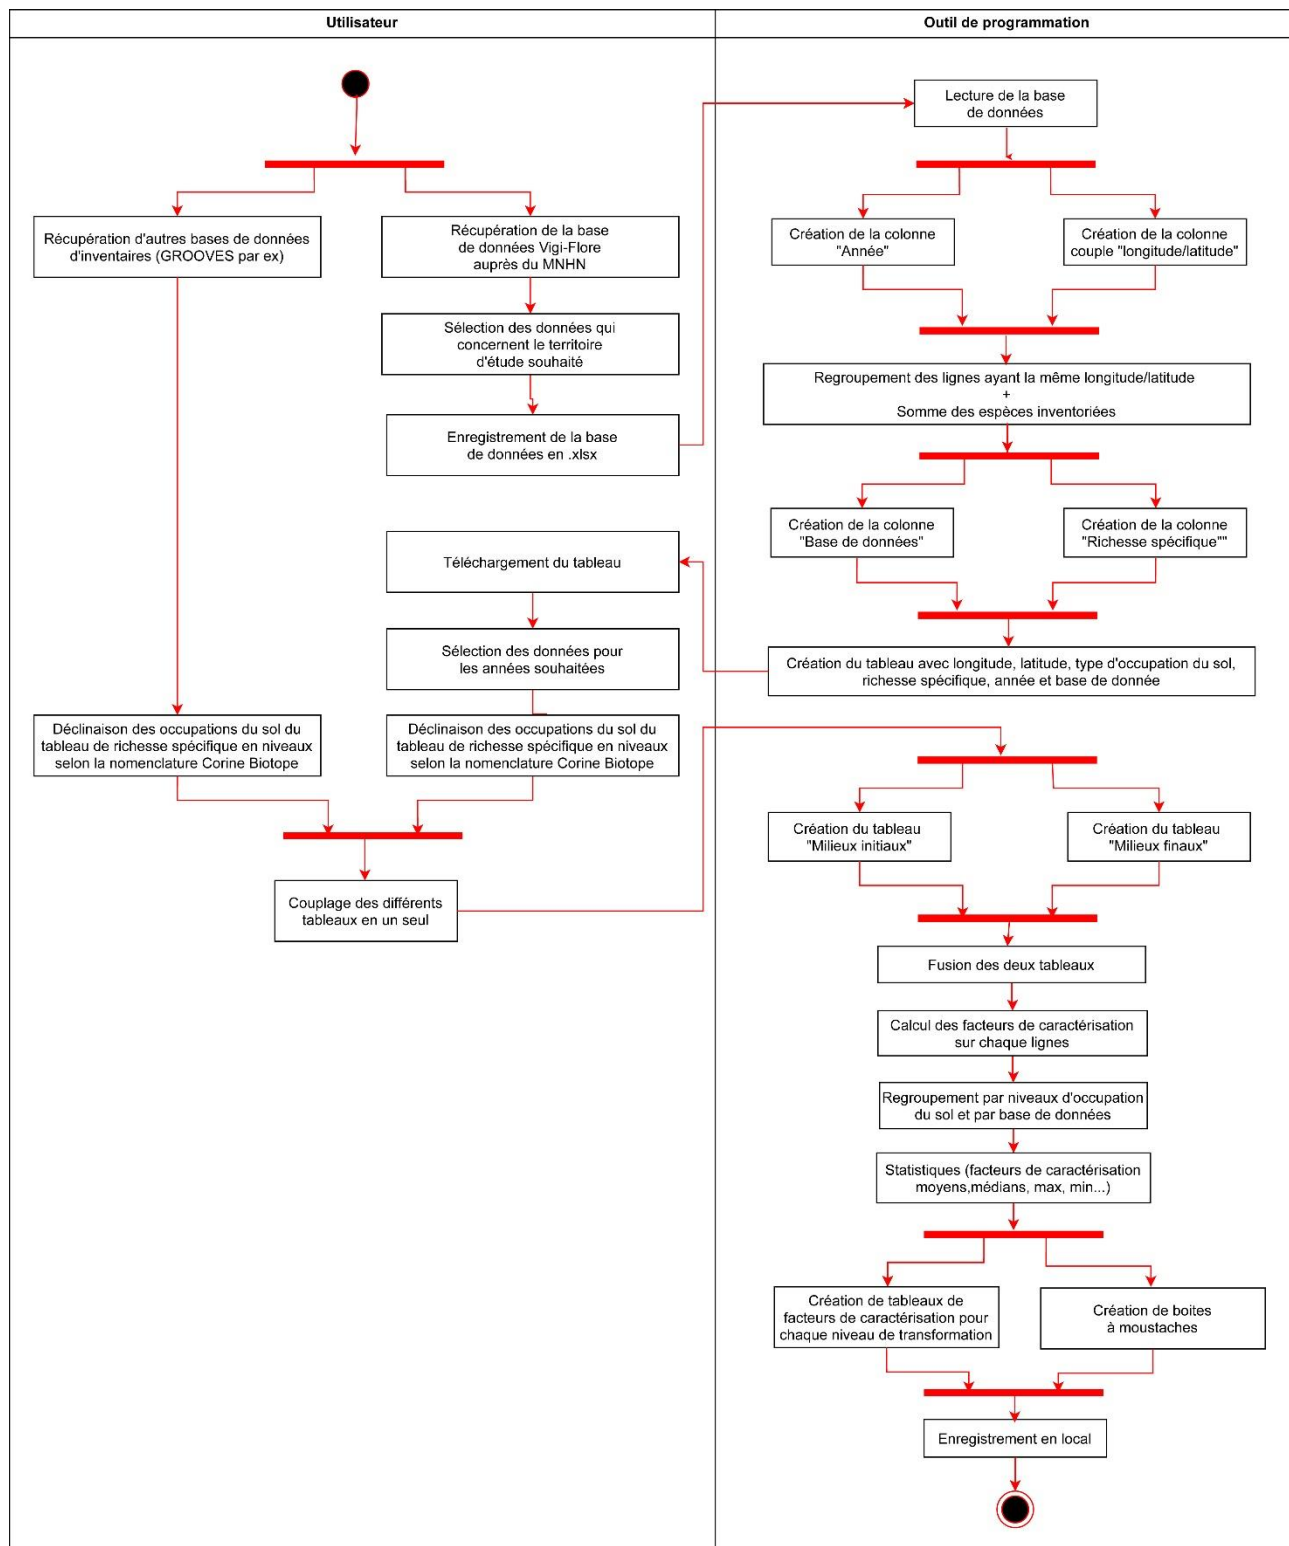 Utilisateur
Outil de programmation
Récupération d'autres bases de données
d'inventaires (GROOVES par ex)
Récupération de la base
de données Vigi-Flore
auprès du MNHN
Sélection des données qui
concernent le territoire
d'étude souhaité
Enregistrement de la base
de données en .xlsx
Lecture de la base
de données
Création de la colonne
"Année"
Création de la colonne
couple "longitude/latitude"
Regroupement des lignes ayant la même longitude/latitude
+
Somme des espèces inventoriées
Création de la colonne
"Base de données"
Création de la colonne
"Richesse spécifique""
Création du tableau avec longitude, latitude, type d'occupation du sol,
richesse spécifique, année et base de donnée
Téléchargement du tableau
Sélection des données pour
les années souhaitées
Déclinaison des occupations du sol du
tableau de richesse spécifique en niveaux
selon la nomenclature Corine Biotope
Déclinaison des occupations du sol du
tableau de richesse spécifique en niveaux
selon la nomenclature Corine Biotope
Couplage des différents
tableaux en un seul
Création du tableau
"Milieux initiaux"
Création du tableau
"Milieux finaux"
Fusion des deux tableaux
Calcul des facteurs de caractérisation
sur chaque lignes
Regroupement par niveaux d'occupation
du sol et par base de données
Statistiques (facteurs de caractérisation
moyens,médians, max, min...)
Création de tableaux de
facteurs de caractérisation pour
chaque niveau de transformation
Création de boites
à moustaches
Enregistrement en local